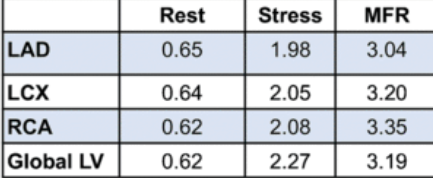 Rest Stress MFR
LAD 0.65 1.98 3.04
LCX 0.64 2.05 3.20
RCA 0.62 2.08 3.35
Global LV 0.62 2.27 3.19